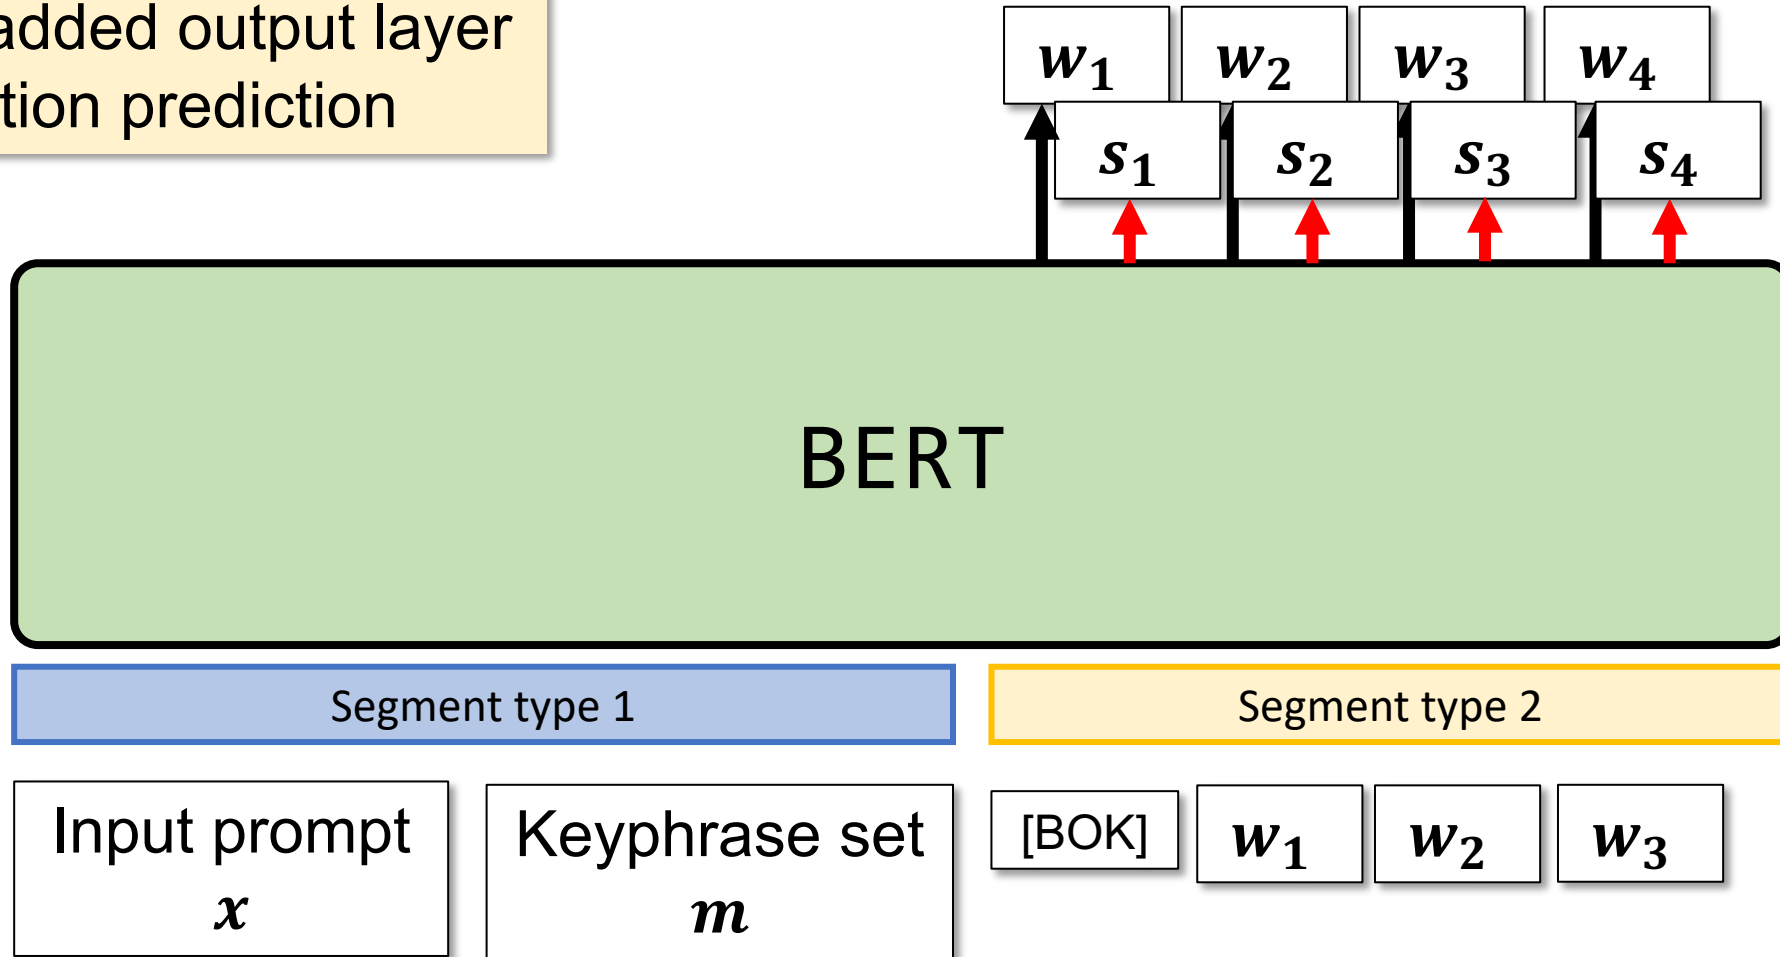 added output layer
tion prediction
w1 w2 w3 w4
s1 s2 s3 s4
BERT
Segment type 1 Segment type 2
Input prompt
x
Keyphrase set
m
[BOK] w1 w2 w3